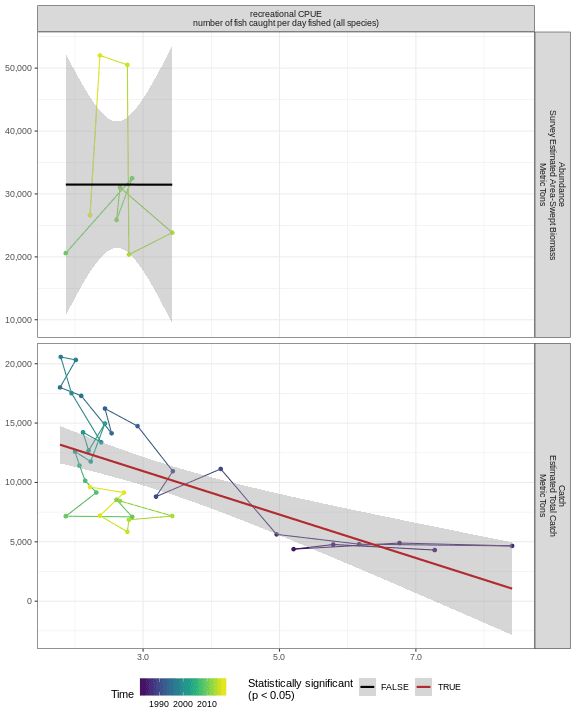 recreational CPUE
number of fish caught per day fished (all species)
50,000
40,000
30,000
20,000
10,000
Abundance
Survey Estimated Area-Swept Biomass
Metric Tons
20,000
15,000
10,000
5,000
0
Catch
Estimated Total Catch
Metric Tons
3.0
5.0
7.0
Time
1990 2000 2010
Statistically significant
(p < 0.05)
FALSE
TRUE